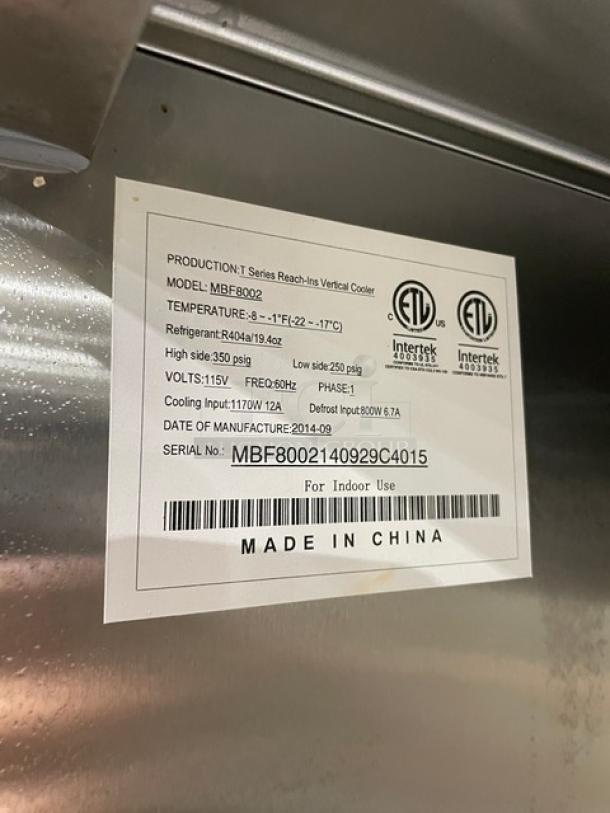 PRODUCTION:T Series Reach-Ins Vertical Cooler
MODEL: MBF8002
TEMPERATURE:-8 ~ -1°F(-22 ~ -17°C)
Refrigerant:R404a/19.4oz
High side:350 psig Low side:250 psig
VOLTS:115V FREQ:60Hz PHASE:1
Cooling Input:1170W 12A Defrost Input:800W 6.7A
DATE OF MANUFACTURE:2014-09
SERIAL No.: MBF8002140929C4015
For Indoor Use
MADE IN CHINA
C ETL US
Intertek
4003935
ETL
Intertek
4003935